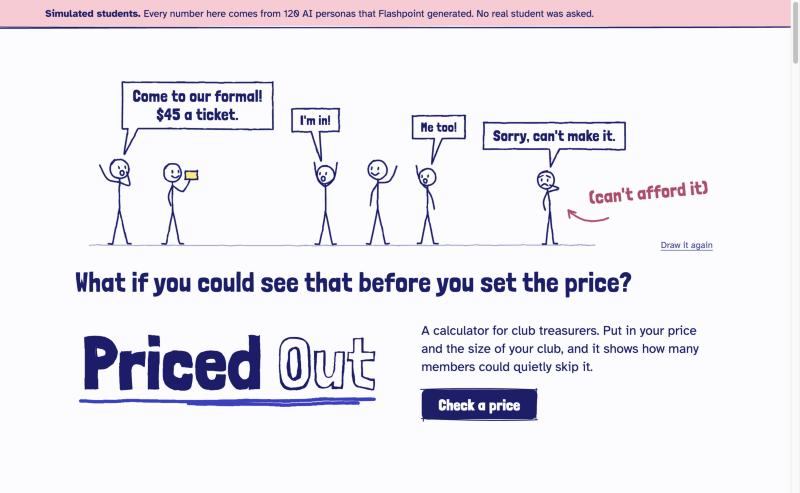 Simulated students. Every number here comes from 120 AI personas that Flashpoint generated. No real student was asked.
Come to our formal!
$45 a ticket.
I'm in!
Me too!
Sorry, can't make it.
(can't afford it)
Draw it again
What if you could see that before you set the price?
Priced Out
A calculator for club treasurers. Put in your price
and the size of your club, and it shows how many
members could quietly skip it.
Check a price